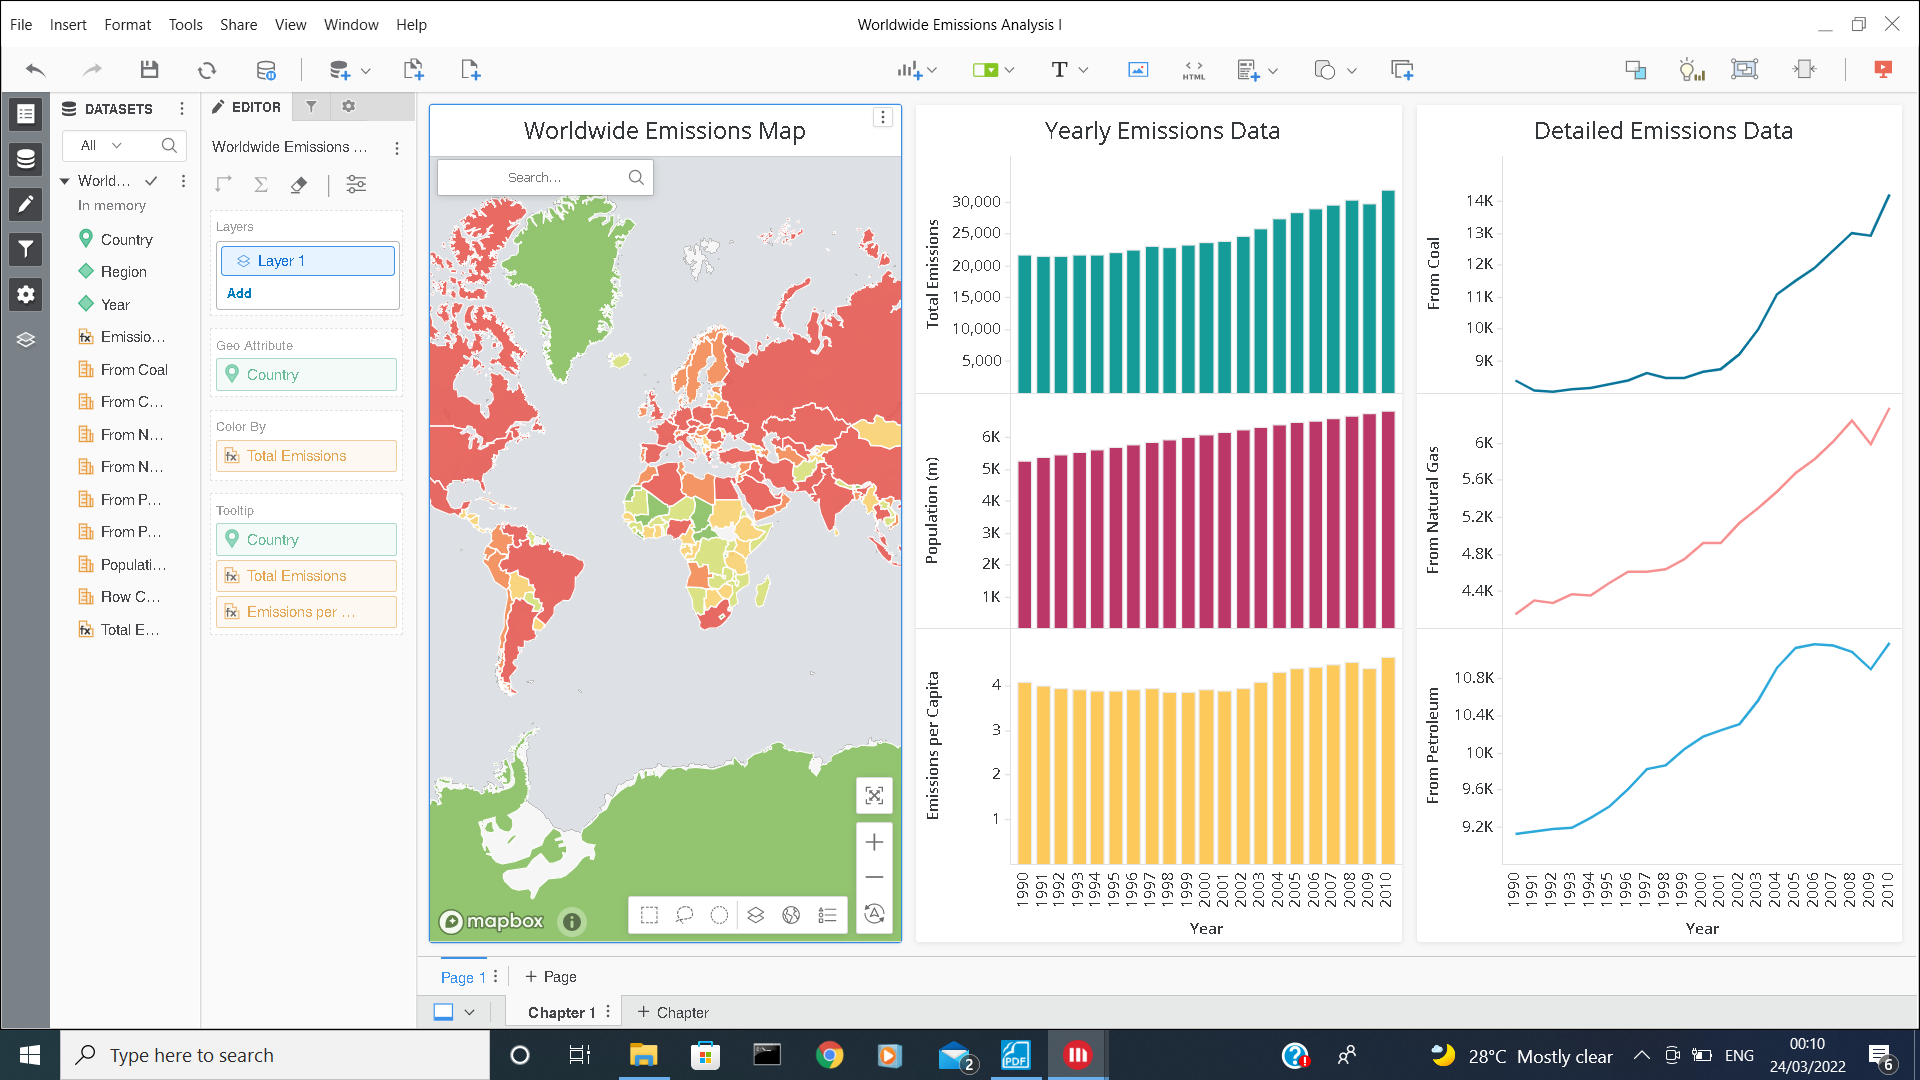 File Insert Format Tools Share View Window Help
Worldwide Emissions Analysis I
HTML
DATASETS
All
World...
In memory
Country
Region
Year
Emissio...
From Coal
From C...
From N...
From N...
From P...
From P...
Populati...
Row C...
Total E...
EDITOR
Worldwide Emissions ...
Layers
Layer 1
Add
Geo Attribute
Country
Color By
Total Emissions
Tooltip
Country
Total Emissions
Emissions per ...
Worldwide Emissions Map
Search...
mapbox
Yearly Emissions Data
Total Emissions
30,000
25,000
20,000
15,000
10,000
5,000
Population (m)
6K
5K
4K
3K
2K
1K
Emissions per Capita
4
3
2
1
1990 1991 1992 1993 1994 1995 1996 1997 1998 1999 2000 2001 2002 2003 2004 2005 2006 2007 2008 2009 2010
Year
Detailed Emissions Data
From Coal
14K
13K
12K
11K
10K
9K
From Natural Gas
6K
5.6K
5.2K
4.8K
4.4K
From Petroleum
10.8K
10.4K
10K
9.6K
9.2K
1990 1991 1992 1993 1994 1995 1996 1997 1998 1999 2000 2001 2002 2003 2004 2005 2006 2007 2008 2009 2010
Year
Page 1
+ Page
Chapter 1
+ Chapter
Type here to search
2
PDF
28°C Mostly clear
ENG
00:10
24/03/2022
6